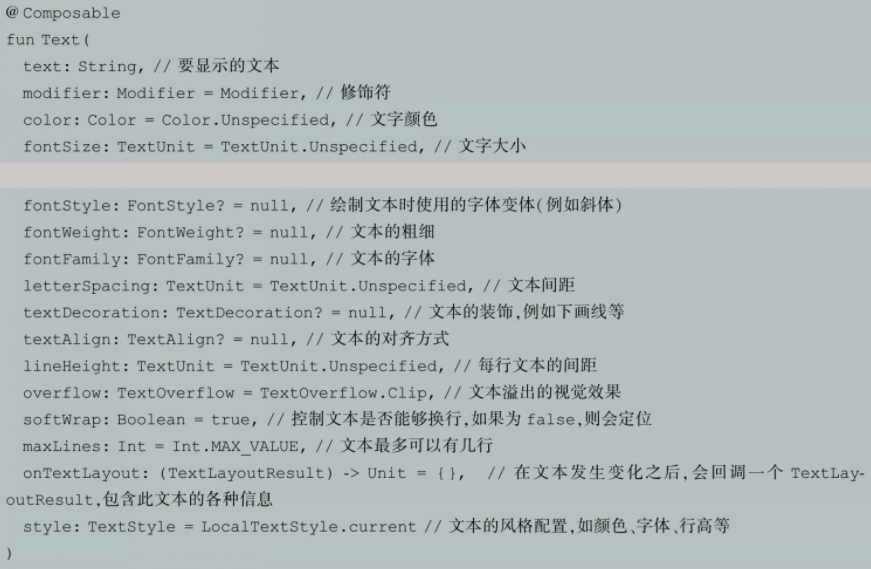 @ Composable
fun Text(
text: String, // 要显示的文本
modifier: Modifier = Modifier, // 修饰符
color: Color = Color.Unspecified, // 文字颜色
fontSize: TextUnit = TextUnit.Unspecified, // 文字大小
fontStyle: FontStyle? = null, // 绘制文本时使用的字体变体(例如斜体)
fontWeight: FontWeight? = null, // 文本的粗细
fontFamily: FontFamily? = null, // 文本的字体
letterSpacing: TextUnit = TextUnit.Unspecified, // 文本间距
textDecoration: TextDecoration? = null, // 文本的装饰,例如下画线等
textAlign: TextAlign? = null, // 文本的对齐方式
lineHeight: TextUnit = TextUnit.Unspecified, // 每行文本的间距
overflow: TextOverflow = TextOverflow.Clip, // 文本溢出的视觉效果
softWrap: Boolean = true, // 控制文本是否能够换行,如果为 false,则会定位
maxLines: Int = Int.MAX_VALUE, // 文本最多可以有几行
onTextLayout: (TextLayoutResult) -> Unit = {}, // 在文本发生变化之后,会回调一个 TextLay-
outResult,包含此文本的各种信息
style: TextStyle = LocalTextStyle.current // 文本的风格配置,如颜色、字体、行高等
)